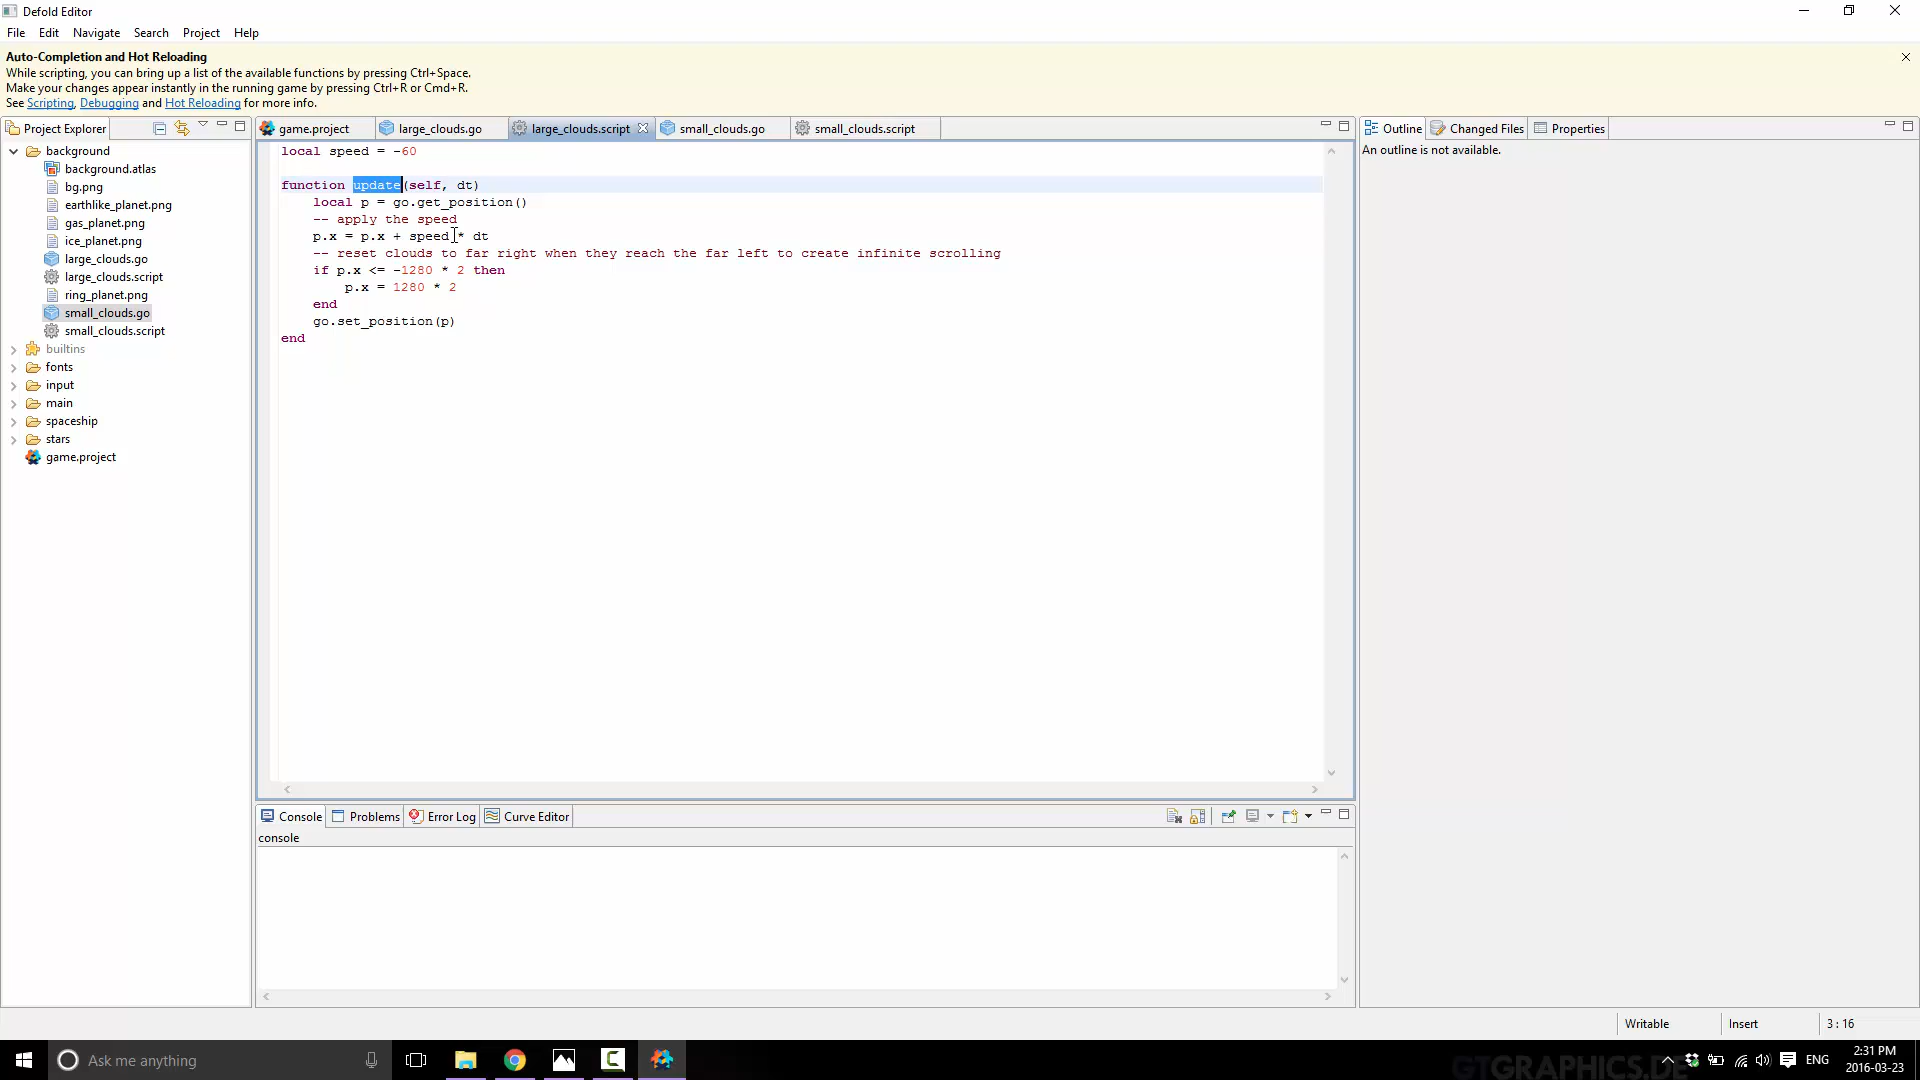 Defold Editor
File Edit Navigate Search Project Help
Auto-Completion and Hot Reloading
While scripting, you can bring up a list of the available functions by pressing Ctrl+Space.
Make your changes appear instantly in the running game by pressing Ctrl+R or Cmd+R.
See Scripting, Debugging and Hot Reloading for more info.
Project Explorer
game.project large_clouds.go large_clouds.script small_clouds.go small_clouds.script
Outline Changed Files Properties
An outline is not available.
background
background.atlas
bg.png
earthlike_planet.png
gas_planet.png
ice_planet.png
large_clouds.go
large_clouds.script
ring_planet.png
small_clouds.go
small_clouds.script
builtins
fonts
input
main
spaceship
stars
game.project
local speed = -60
function update(self, dt)
local p = go.get_position()
-- apply the speed
p.x = p.x + speed * dt
-- reset clouds to far right when they reach the far left to create infinite scrolling
if p.x <= -1280 * 2 then
p.x = 1280 * 2
end
go.set_position(p)
end
Console Problems Error Log Curve Editor
console
Writable Insert 3 : 16
Ask me anything
GTGRAPHICS.DE
ENG
2:31 PM
2016-03-23